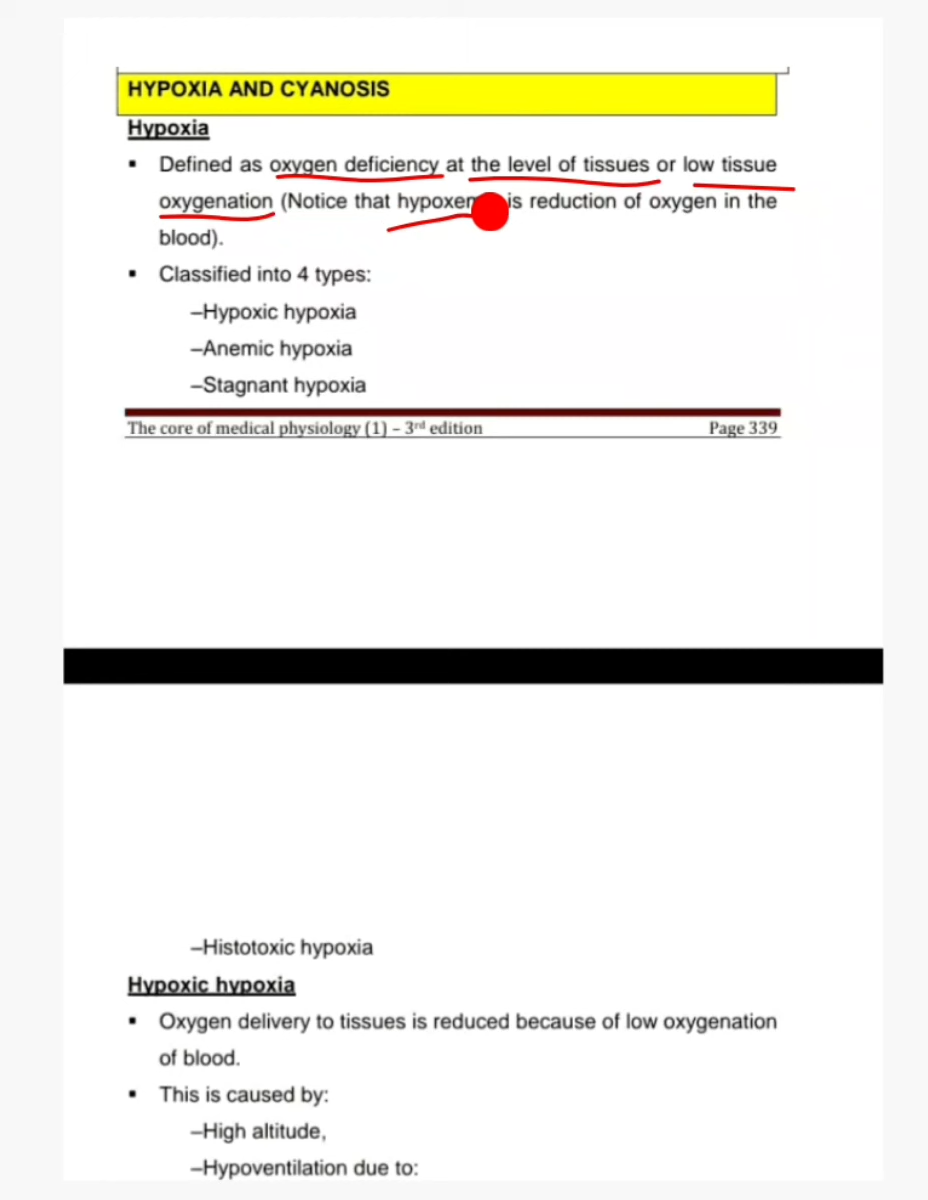 HYPOXIA AND CYANOSIS
Hypoxia
▪ Defined as oxygen deficiency at the level of tissues or low tissue
oxygenation (Notice that is reduction of oxygen in the
blood).
▪ Classified into 4 types:
–Hypoxic hypoxia
–Anemic hypoxia
–Stagnant hypoxia
The core of medical physiology (1) – 3rd edition Page 339
–Histotoxic hypoxia
Hypoxic hypoxia
▪ Oxygen delivery to tissues is reduced because of low oxygenation
of blood.
▪ This is caused by:
–High altitude,
–Hypoventilation due to: